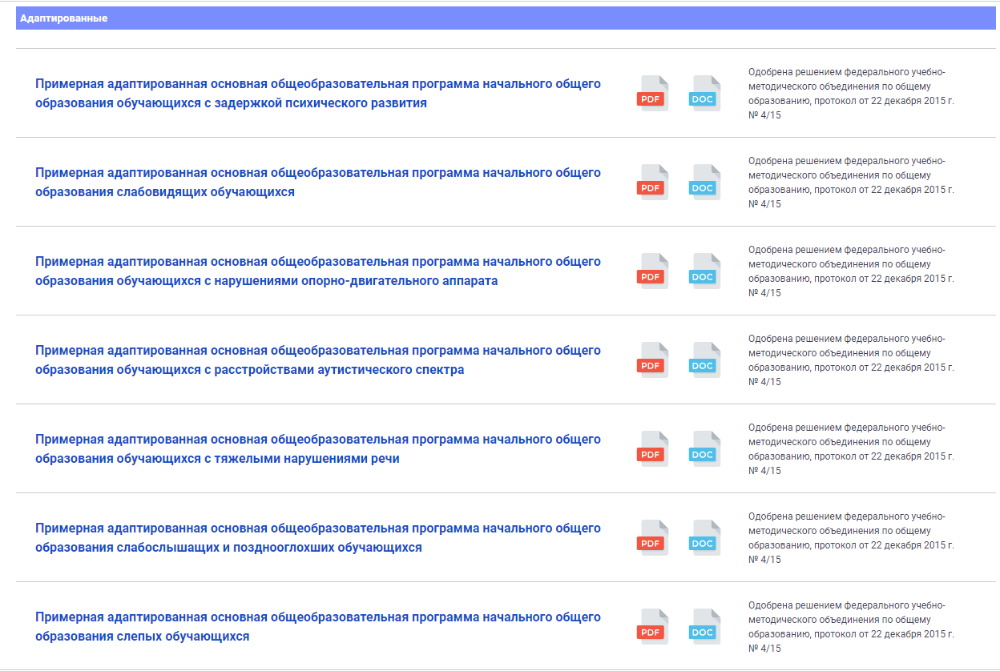 Адаптированные
Примерная адаптированная основная общеобразовательная программа начального общего
образования обучающихся с задержкой психического развития
PDF
DOC
Одобрена решением федерального учебно-
методического объединения по общему
образованию, протокол от 22 декабря 2015 г.
№ 4/15
Примерная адаптированная основная общеобразовательная программа начального общего
образования слабовидящих обучающихся
PDF
DOC
Одобрена решением федерального учебно-
методического объединения по общему
образованию, протокол от 22 декабря 2015 г.
№ 4/15
Примерная адаптированная основная общеобразовательная программа начального общего
образования обучающихся с нарушениями опорно-двигательного аппарата
PDF
DOC
Одобрена решением федерального учебно-
методического объединения по общему
образованию, протокол от 22 декабря 2015 г.
№ 4/15
Примерная адаптированная основная общеобразовательная программа начального общего
образования обучающихся с расстройствами аутистического спектра
PDF
DOC
Одобрена решением федерального учебно-
методического объединения по общему
образованию, протокол от 22 декабря 2015 г.
№ 4/15
Примерная адаптированная основная общеобразовательная программа начального общего
образования обучающихся с тяжелыми нарушениями речи
PDF
DOC
Одобрена решением федерального учебно-
методического объединения по общему
образованию, протокол от 22 декабря 2015 г.
№ 4/15
Примерная адаптированная основная общеобразовательная программа начального общего
образования слабослышащих и позднооглохших обучающихся
PDF
DOC
Одобрена решением федерального учебно-
методического объединения по общему
образованию, протокол от 22 декабря 2015 г.
№ 4/15
Примерная адаптированная основная общеобразовательная программа начального общего
образования слепых обучающихся
PDF
DOC
Одобрена решением федерального учебно-
методического объединения по общему
образованию, протокол от 22 декабря 2015 г.
№ 4/15